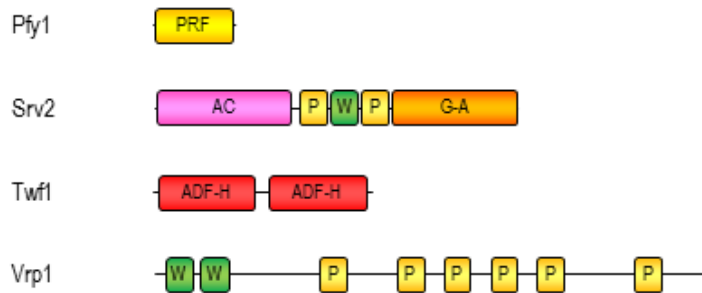 Pfy1 PRF
Srv2 AC P W P G-A
Twf1 ADF-H ADF-H
Vrp1 W W P P P P P P